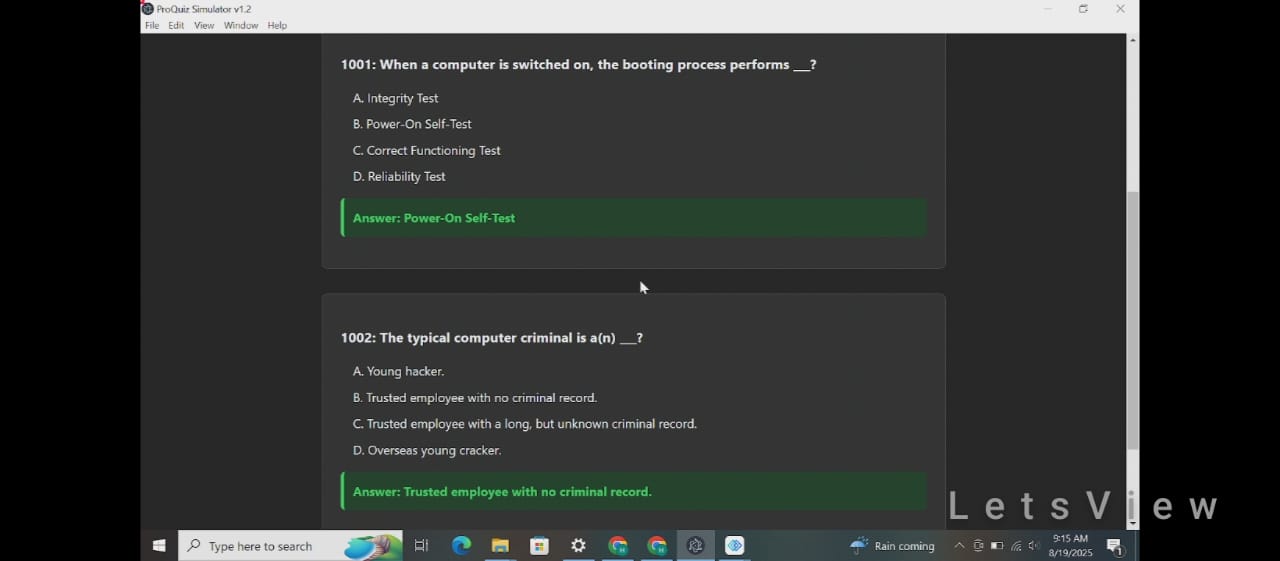 ProQuiz Simulator v1.2
File Edit View Window Help
1001: When a computer is switched on, the booting process performs ___?
A. Integrity Test
B. Power-On Self-Test
C. Correct Functioning Test
D. Reliability Test
Answer: Power-On Self-Test
1002: The typical computer criminal is a(n) ___?
A. Young hacker.
B. Trusted employee with no criminal record.
C. Trusted employee with a long, but unknown criminal record.
D. Overseas young cracker.
Answer: Trusted employee with no criminal record.
LetsView
Type here to search
Rain coming
9:15 AM
8/19/2025
1